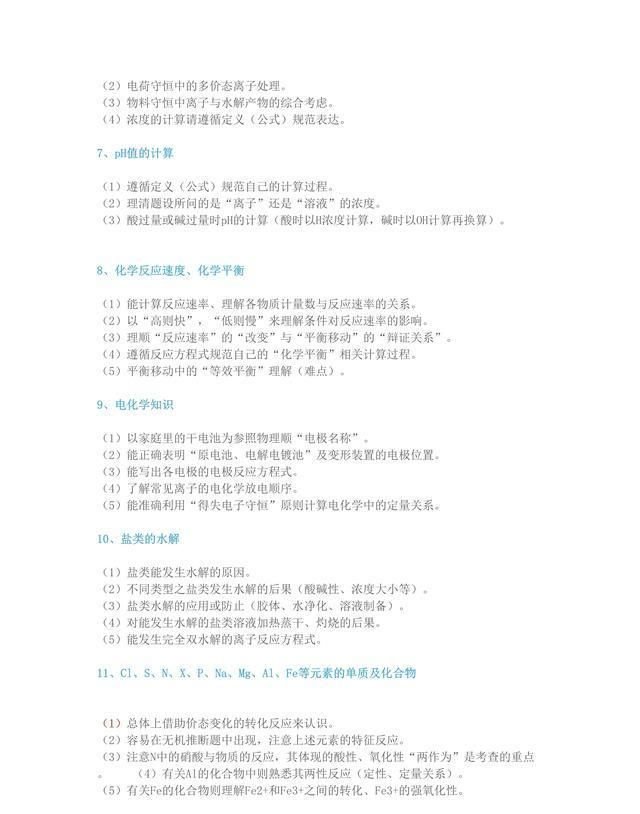 （2）电荷守恒中的多价态离子处理。
（3）物料守恒中离子与水解产物的综合考虑。
（4）浓度的计算请遵循定义（公式）规范表达。
7、pH值的计算
（1）遵循定义（公式）规范自己的计算过程。
（2）理清题设所问的是“离子”还是“溶液”的浓度。
（3）酸过量或碱过量时pH的计算（酸时以H浓度计算，碱时以OH计算再换算）。
8、化学反应速度、化学平衡
（1）能计算反应速率、理解各物质计量数与反应速率的关系。
（2）以“高则快”，“低则慢”来理解条件对反应速率的影响。
（3）理顺“反应速率”的“改变”与“平衡移动”的“辩证关系”。
（4）遵循反应方程式规范自己的“化学平衡”相关计算过程。
（5）平衡移动中的“等效平衡”理解（难点）。
9、电化学知识
（1）以家庭里的干电池为参照物理顺“电极名称”。
（2）能正确表明“原电池、电解电镀池”及变形装置的电极位置。
（3）能写出各电极的电极反应方程式。
（4）了解常见离子的电化学放电顺序。
（5）能准确利用“得失电子守恒”原则计算电化学中的定量关系。
10、盐类的水解
（1）盐类能发生水解的原因。
（2）不同类型之盐类发生水解的后果（酸碱性、浓度大小等）。
（3）盐类水解的应用或防止（胶体、水净化、溶液制备）。
（4）对能发生水解的盐类溶液加热蒸干、灼烧的后果。
（5）能发生完全双水解的离子反应方程式。
11、Cl、S、N、X、P、Na、Mg、Al、Fe等元素的单质及化合物
（1）总体上借助价态变化的转化反应来认识。
（2）容易在无机推断题中出现，注意上述元素的特征反应。
（3）注意N中的硝酸与物质的反应，其体现的酸性、氧化性“两作为”是考查的重点
。 （4）有关Al的化合物中则熟悉其两性反应（定性、定量关系）。
（5）有关Fe的化合物则理解Fe2+和Fe3+之间的转化、Fe3+的强氧化性。